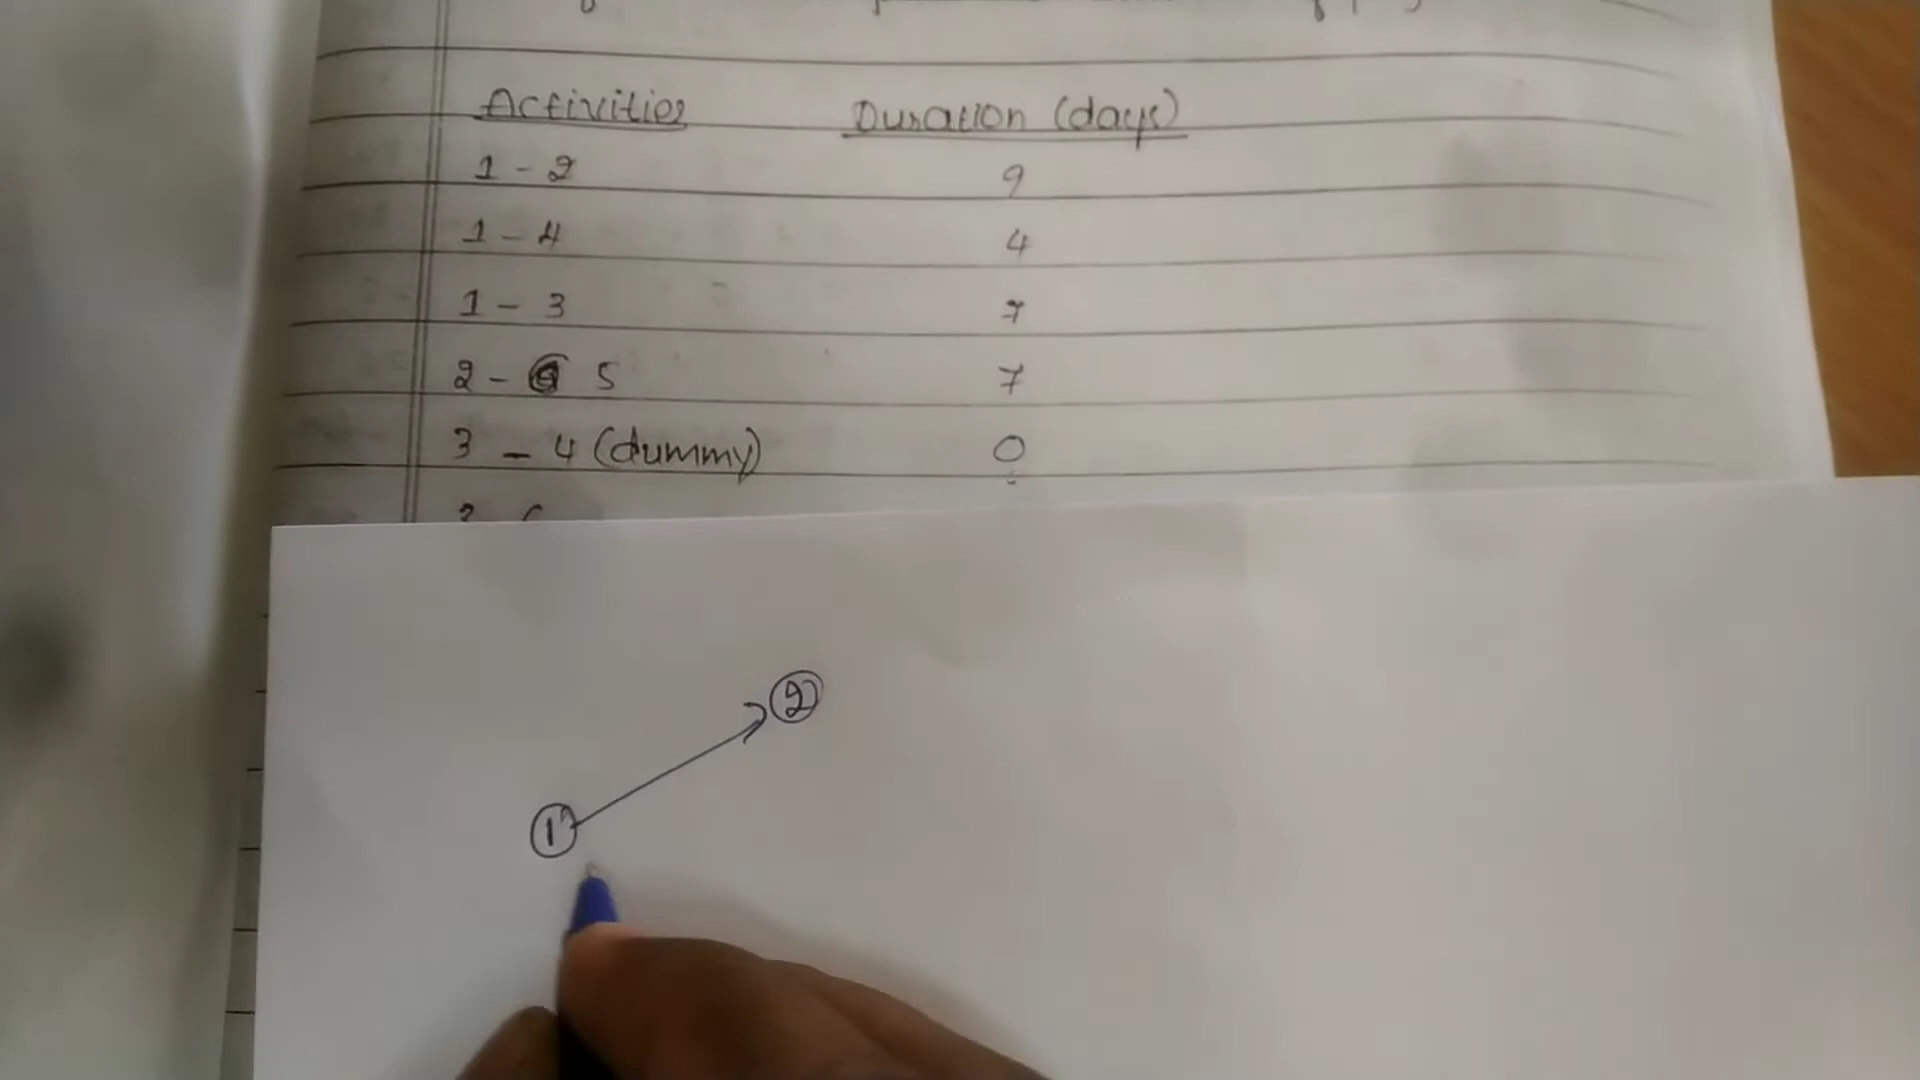 Activities Duration (days)
1 - 2 9
1 - 4 4
1 - 3 7
2 - 5 7
3 - 4 (dummy) 0
2
1